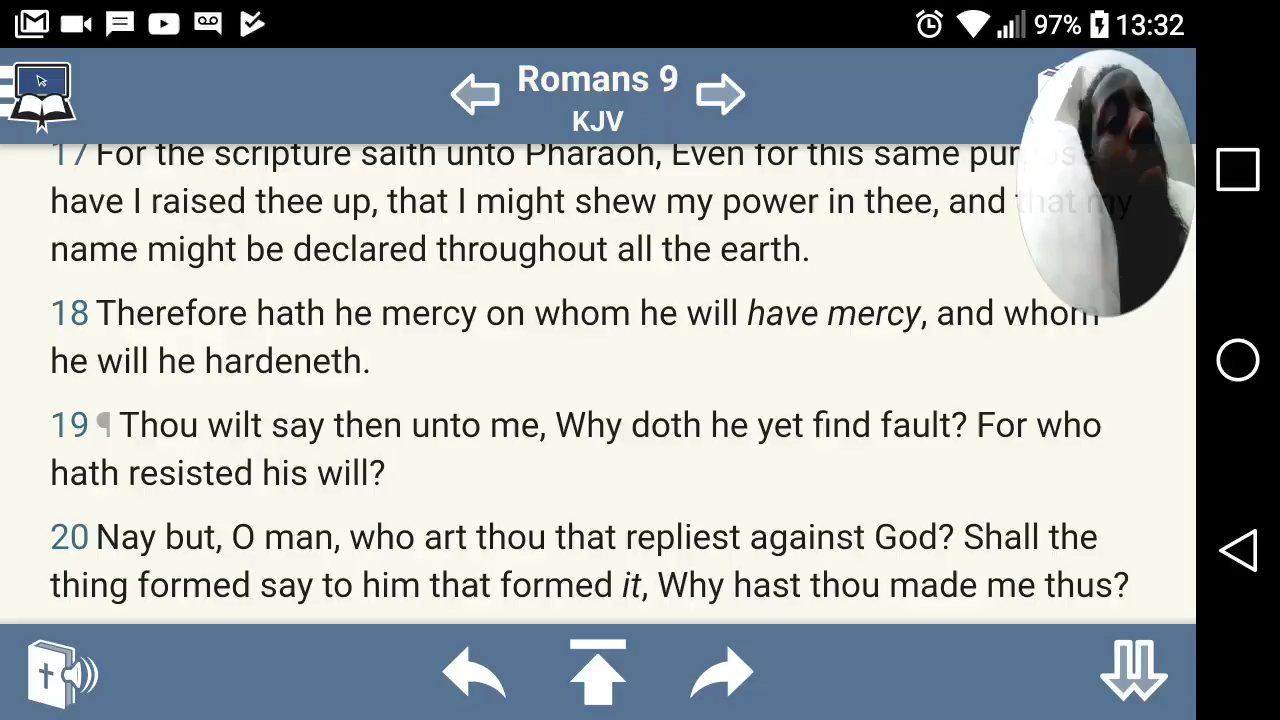 97% 13:32
Romans 9
KJV
17 For the scripture saith unto Pharaoh, Even for this same purpose
have I raised thee up, that I might shew my power in thee, and that my
name might be declared throughout all the earth.
18 Therefore hath he mercy on whom he will have mercy, and whom
he will he hardeneth.
19 ¶ Thou wilt say then unto me, Why doth he yet find fault? For who
hath resisted his will?
20 Nay but, O man, who art thou that repliest against God? Shall the
thing formed say to him that formed it, Why hast thou made me thus?